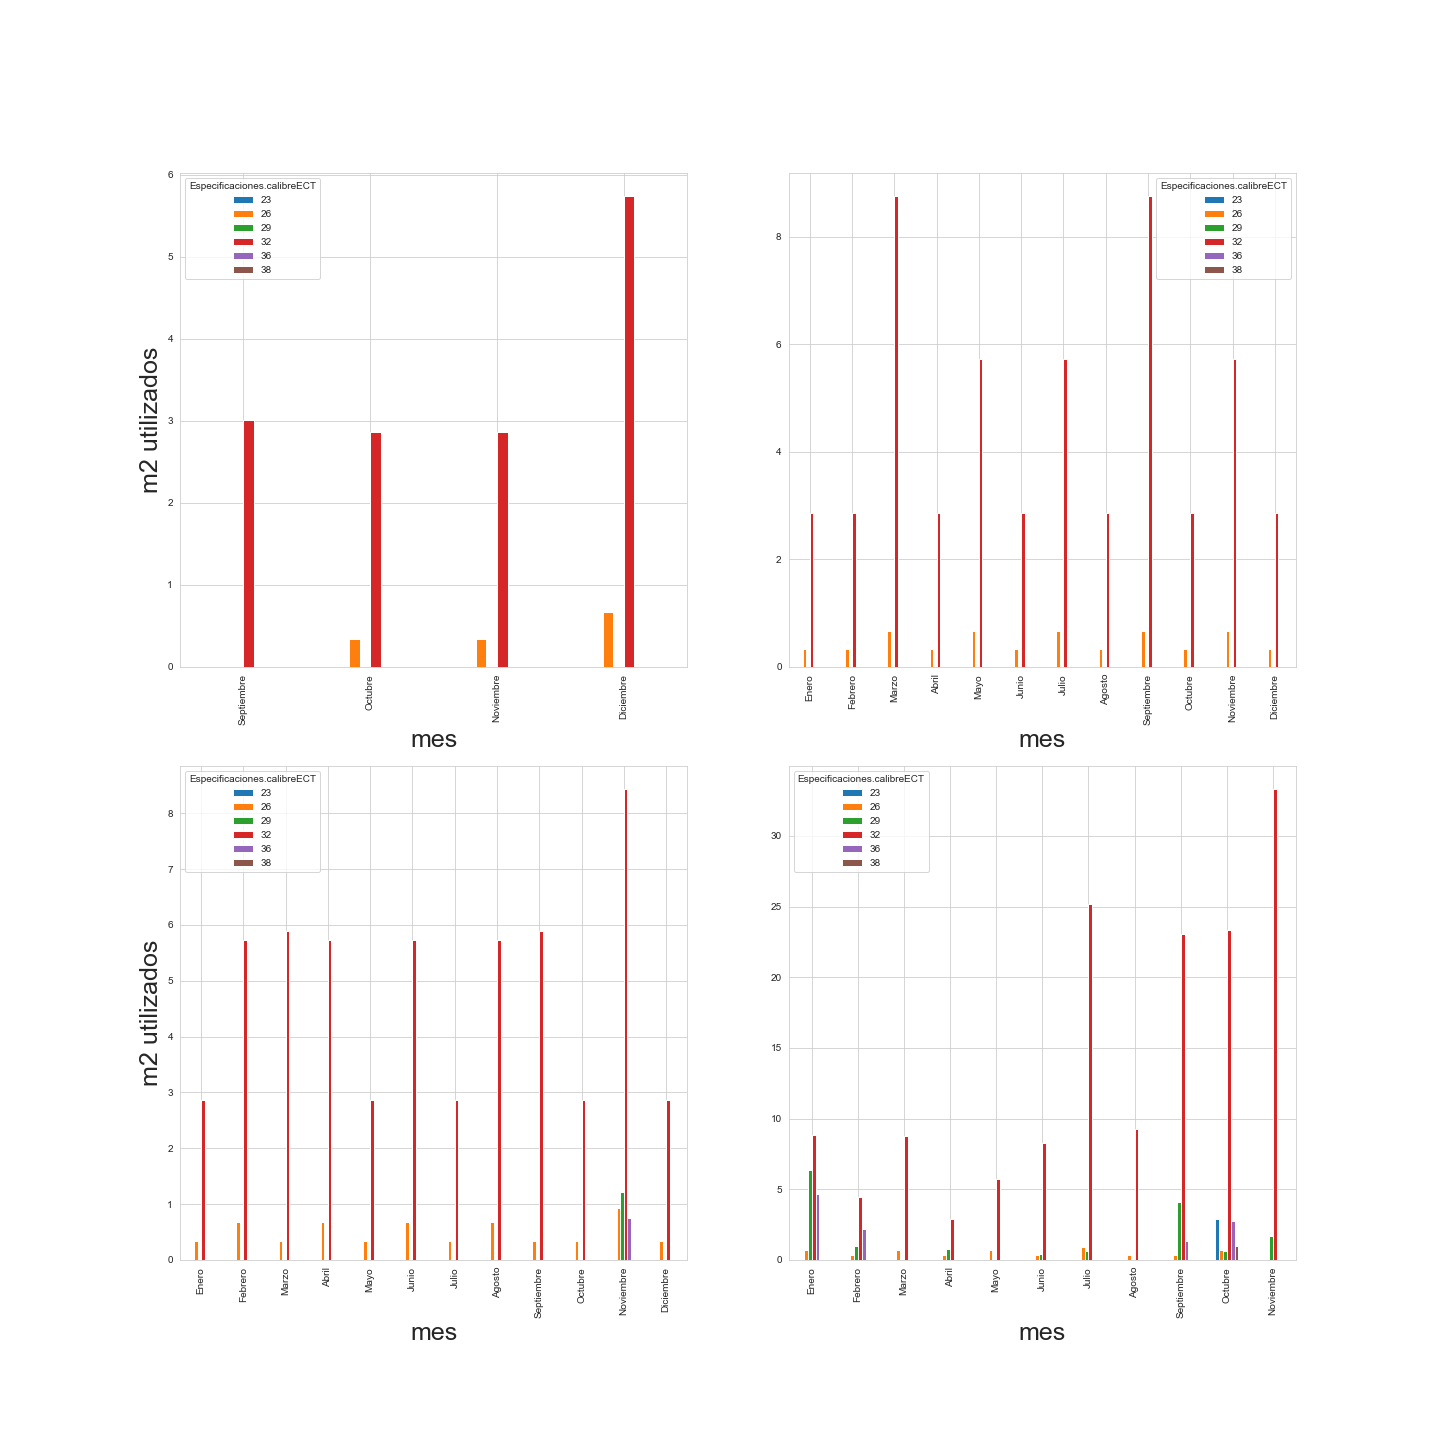 Especificaciones.calibreECT
23
26
29
32
36
38
6
5
4
3
2
1
0
m2 utilizados
Septiembre
Octubre
Noviembre
Diciembre
mes
Especificaciones.calibreECT
23
26
29
32
36
38
8
6
4
2
0
Enero
Febrero
Marzo
Abril
Mayo
Junio
Julio
Agosto
Septiembre
Octubre
Noviembre
Diciembre
mes
Especificaciones.calibreECT
23
26
29
32
36
38
8
7
6
5
4
3
2
1
0
m2 utilizados
Enero
Febrero
Marzo
Abril
Mayo
Junio
Julio
Agosto
Septiembre
Octubre
Noviembre
Diciembre
mes
Especificaciones.calibreECT
23
26
29
32
36
38
30
25
20
15
10
5
0
Enero
Febrero
Marzo
Abril
Mayo
Junio
Julio
Agosto
Septiembre
Octubre
Noviembre
mes